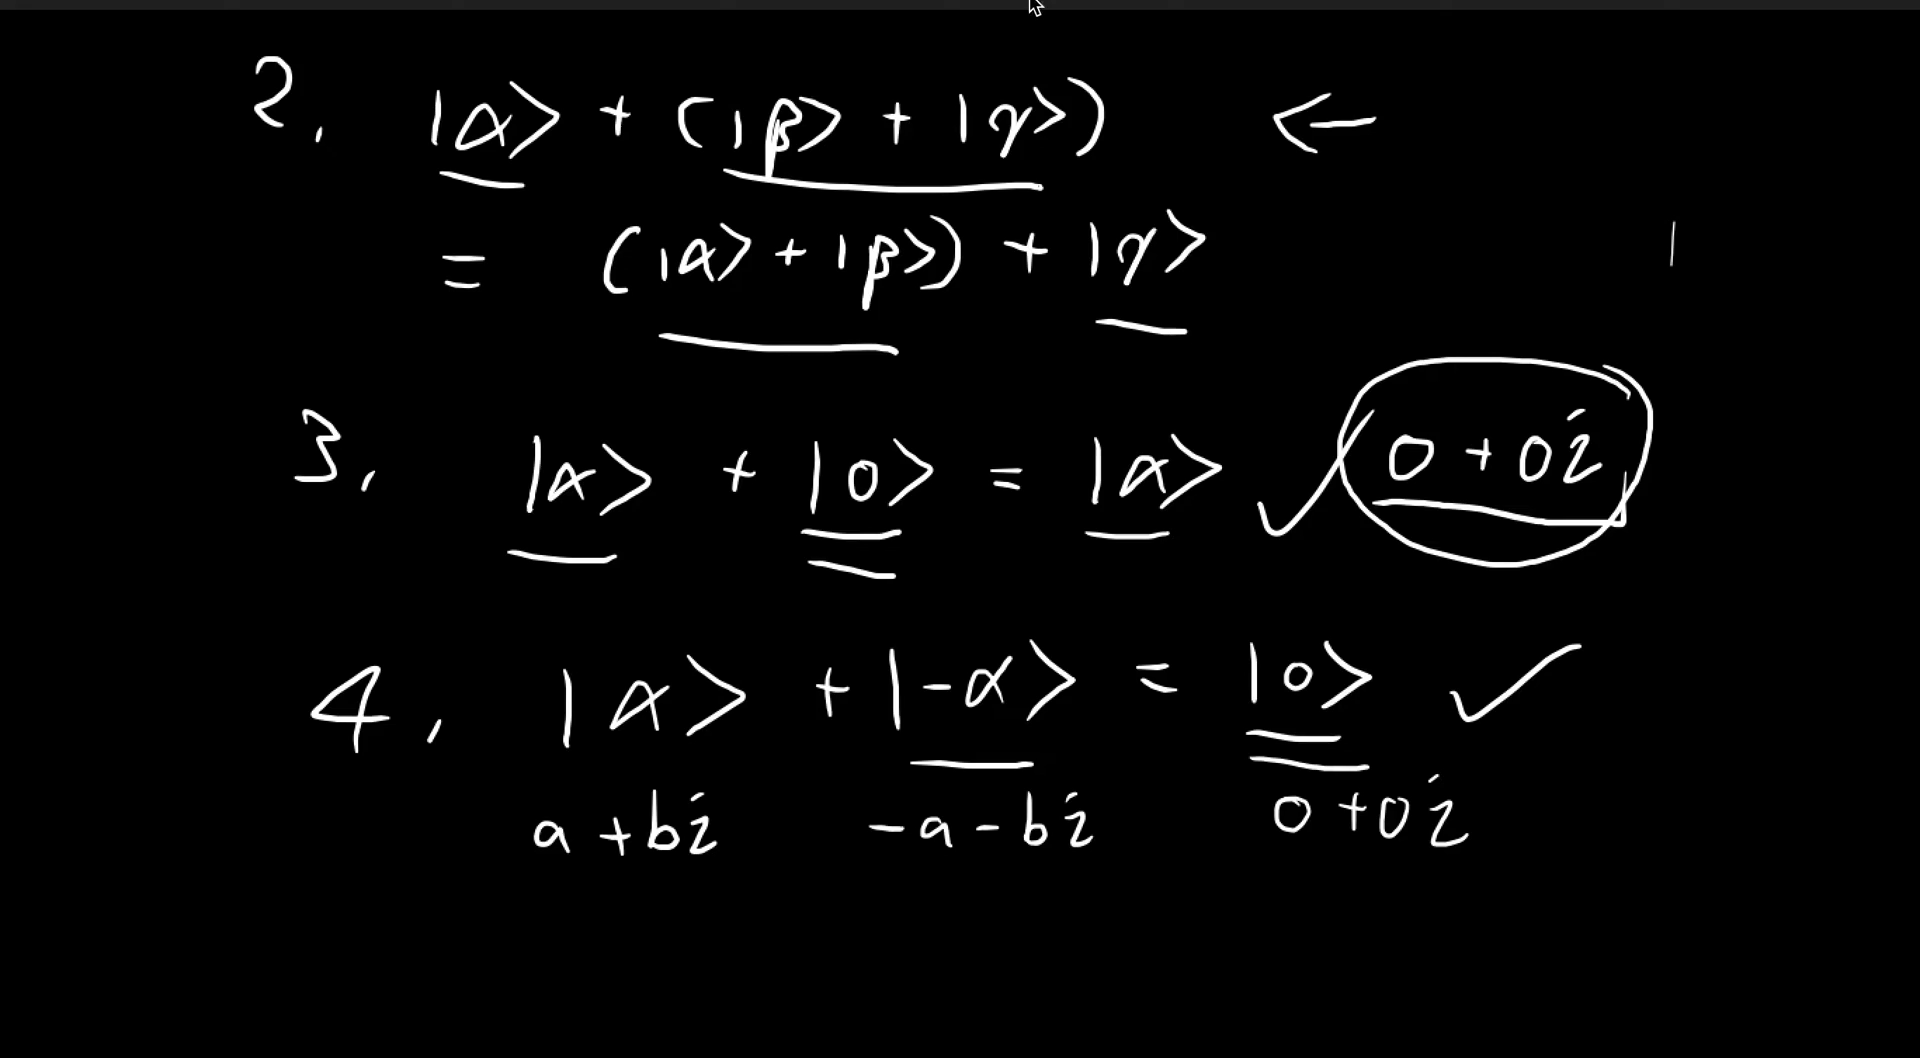 2. |α> + (|β> + |γ>) ←
= (|α> + |β>) + |γ>
3. |α> + |0> = |α> ✓ 0 + 0i
4. |α> + |-α> = |0> ✓
a + bi -a - bi 0 + 0i